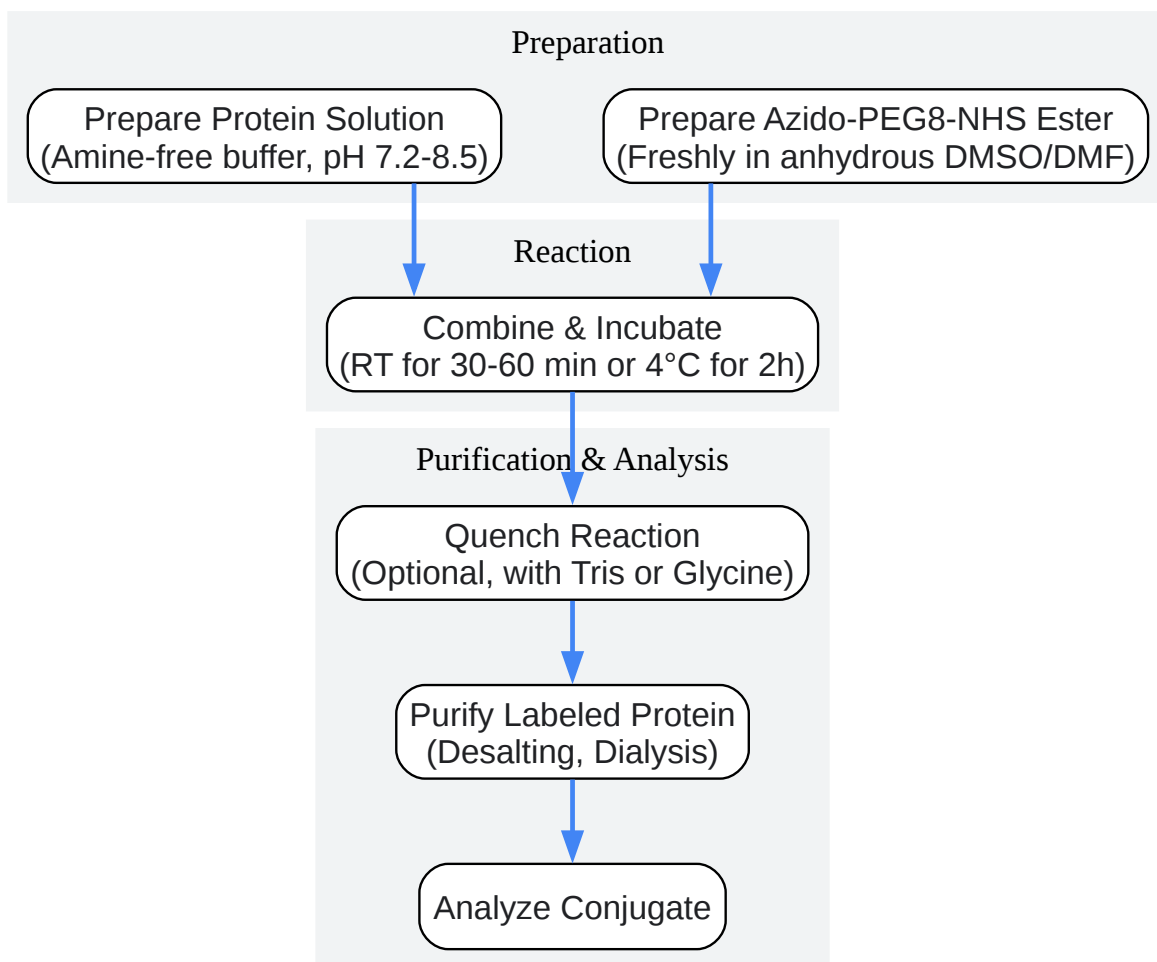 Preparation
Prepare Protein Solution
(Amine-free buffer, pH 7.2-8.5)
Prepare Azido-PEG8-NHS Ester
(Freshly in anhydrous DMSO/DMF)
Reaction
Combine & Incubate
(RT for 30-60 min or 4°C for 2h)
Purification & Analysis
Quench Reaction
(Optional, with Tris or Glycine)
Purify Labeled Protein
(Desalting, Dialysis)
Analyze Conjugate